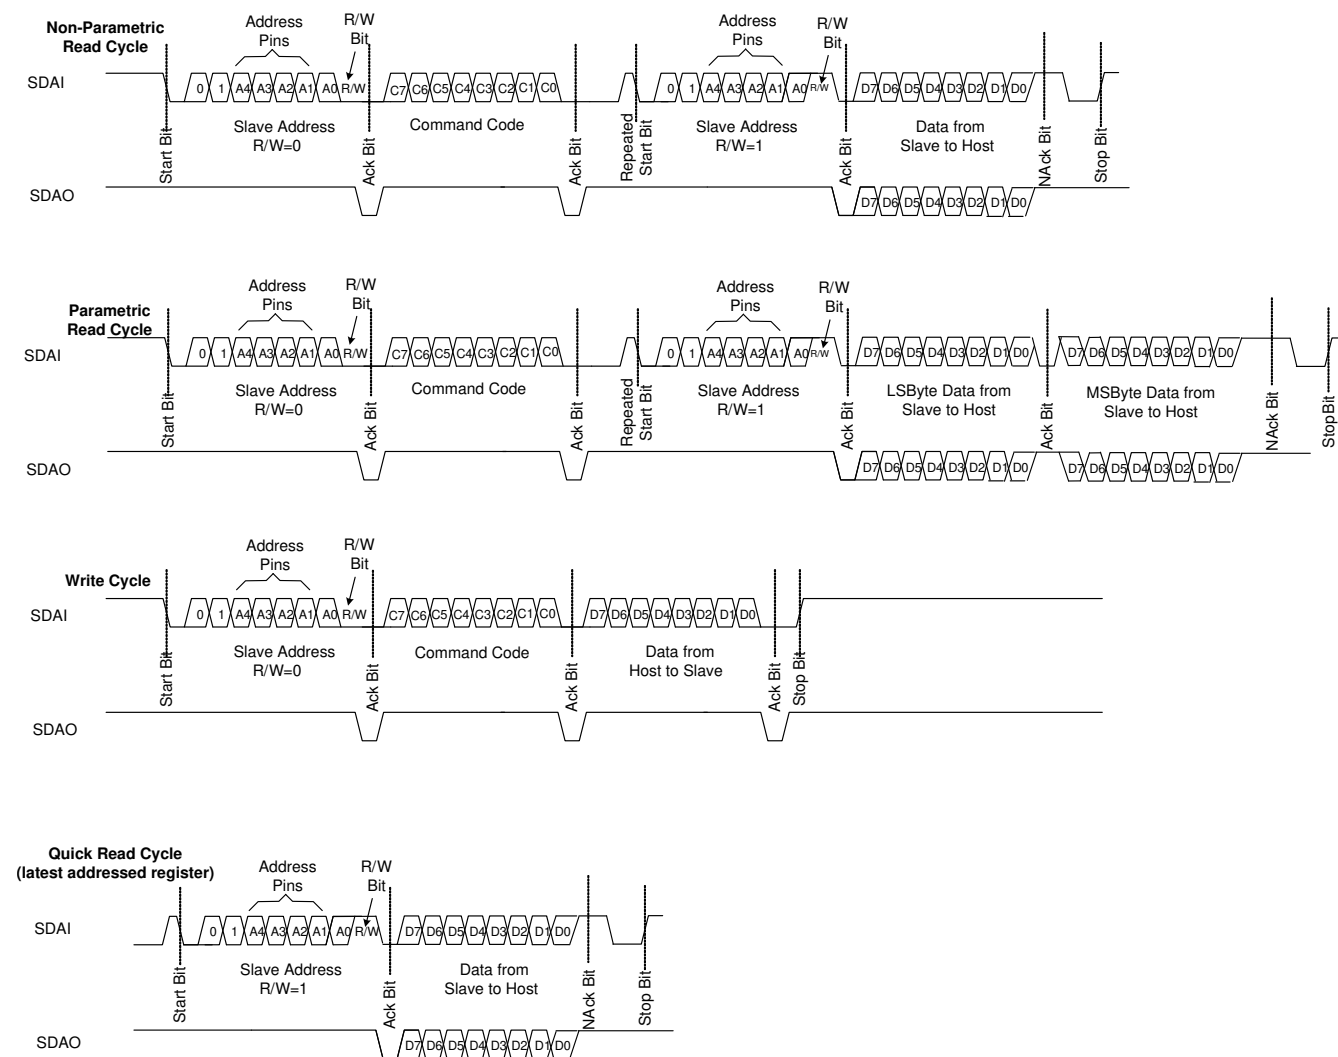 Non-Parametric
Read Cycle
Address
Pins
R/W
Bit
Address
Pins
R/W
Bit
SDAI
0 1 A4 A3 A2 A1 A0 R/W C7 C6 C5 C4 C3 C2 C1 C0 0 1 A4 A3 A2 A1 A0 R/W D7 D6 D5 D4 D3 D2 D1 D0
Start Bit
Slave Address
R/W=0
Ack Bit
Command Code
Ack Bit
Repeated
Start Bit
Slave Address
R/W=1
Ack Bit
Data from
Slave to Host
NAck Bit
Stop Bit
SDAO
D7 D6 D5 D4 D3 D2 D1 D0
Parametric
Read Cycle
Address
Pins
R/W
Bit
Address
Pins
R/W
Bit
SDAI
0 1 A4 A3 A2 A1 A0 R/W C7 C6 C5 C4 C3 C2 C1 C0 0 1 A4 A3 A2 A1 A0 R/W D7 D6 D5 D4 D3 D2 D1 D0 D7 D6 D5 D4 D3 D2 D1 D0
Start Bit
Slave Address
R/W=0
Ack Bit
Command Code
Ack Bit
Repeated
Start Bit
Slave Address
R/W=1
Ack Bit
LSByte Data from
Slave to Host
Ack Bit
MSByte Data from
Slave to Host
NAck Bit
StopBit
SDAO
D7 D6 D5 D4 D3 D2 D1 D0 D7 D6 D5 D4 D3 D2 D1 D0
Write Cycle
Address
Pins
R/W
Bit
SDAI
0 1 A4 A3 A2 A1 A0 R/W C7 C6 C5 C4 C3 C2 C1 C0 D7 D6 D5 D4 D3 D2 D1 D0
Start Bit
Slave Address
R/W=0
Ack Bit
Command Code
Ack Bit
Data from
Host to Slave
Ack Bit
Stop Bit
SDAO
Quick Read Cycle
(latest addressed register)
Address
Pins
R/W
Bit
SDAI
0 1 A4 A3 A2 A1 A0 R/W D7 D6 D5 D4 D3 D2 D1 D0
Start Bit
Slave Address
R/W=1
Ack Bit
Data from
Slave to Host
NAck Bit
Stop Bit
SDAO
D7 D6 D5 D4 D3 D2 D1 D0